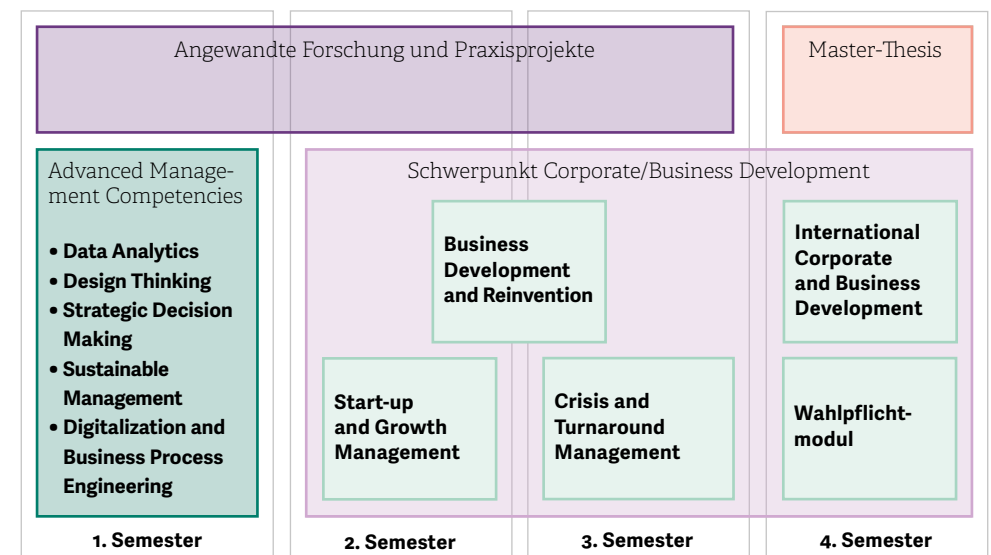 Angewandte Forschung und Praxisprojekte
Master-Thesis
Advanced Manage-
ment Competencies
• Data Analytics
• Design Thinking
• Strategic Decision
Making
• Sustainable
Management
• Digitalization and
Business Process
Engineering
Schwerpunkt Corporate/Business Development
Business
Development
and Reinvention
International
Corporate
and Business
Development
Start-up
and Growth
Management
Crisis and
Turnaround
Management
Wahlpflicht-
modul
1. Semester
2. Semester
3. Semester
4. Semester